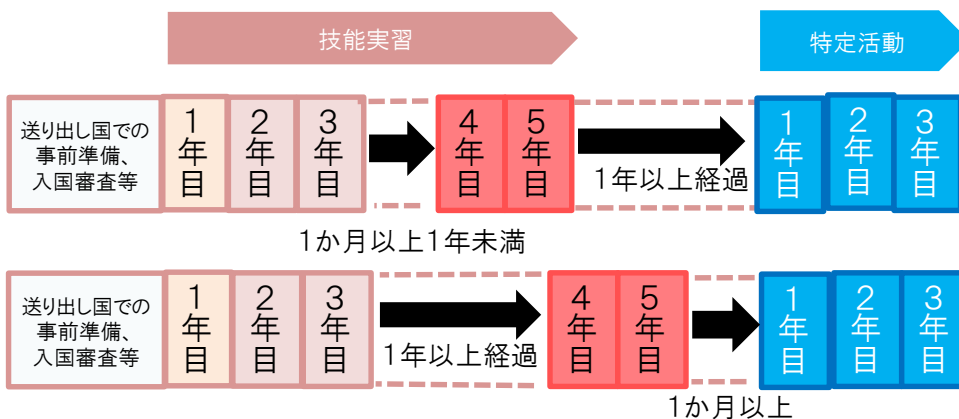 技能実習
特定活動
送り出し国での
事前準備、
入国審査等
1年目
2年目
3年目
4年目
5年目
1年以上経過
1年目
2年目
3年目
1か月以上1年未満
送り出し国での
事前準備、
入国審査等
1年目
2年目
3年目
1年以上経過
4年目
5年目
1年目
2年目
3年目
1か月以上